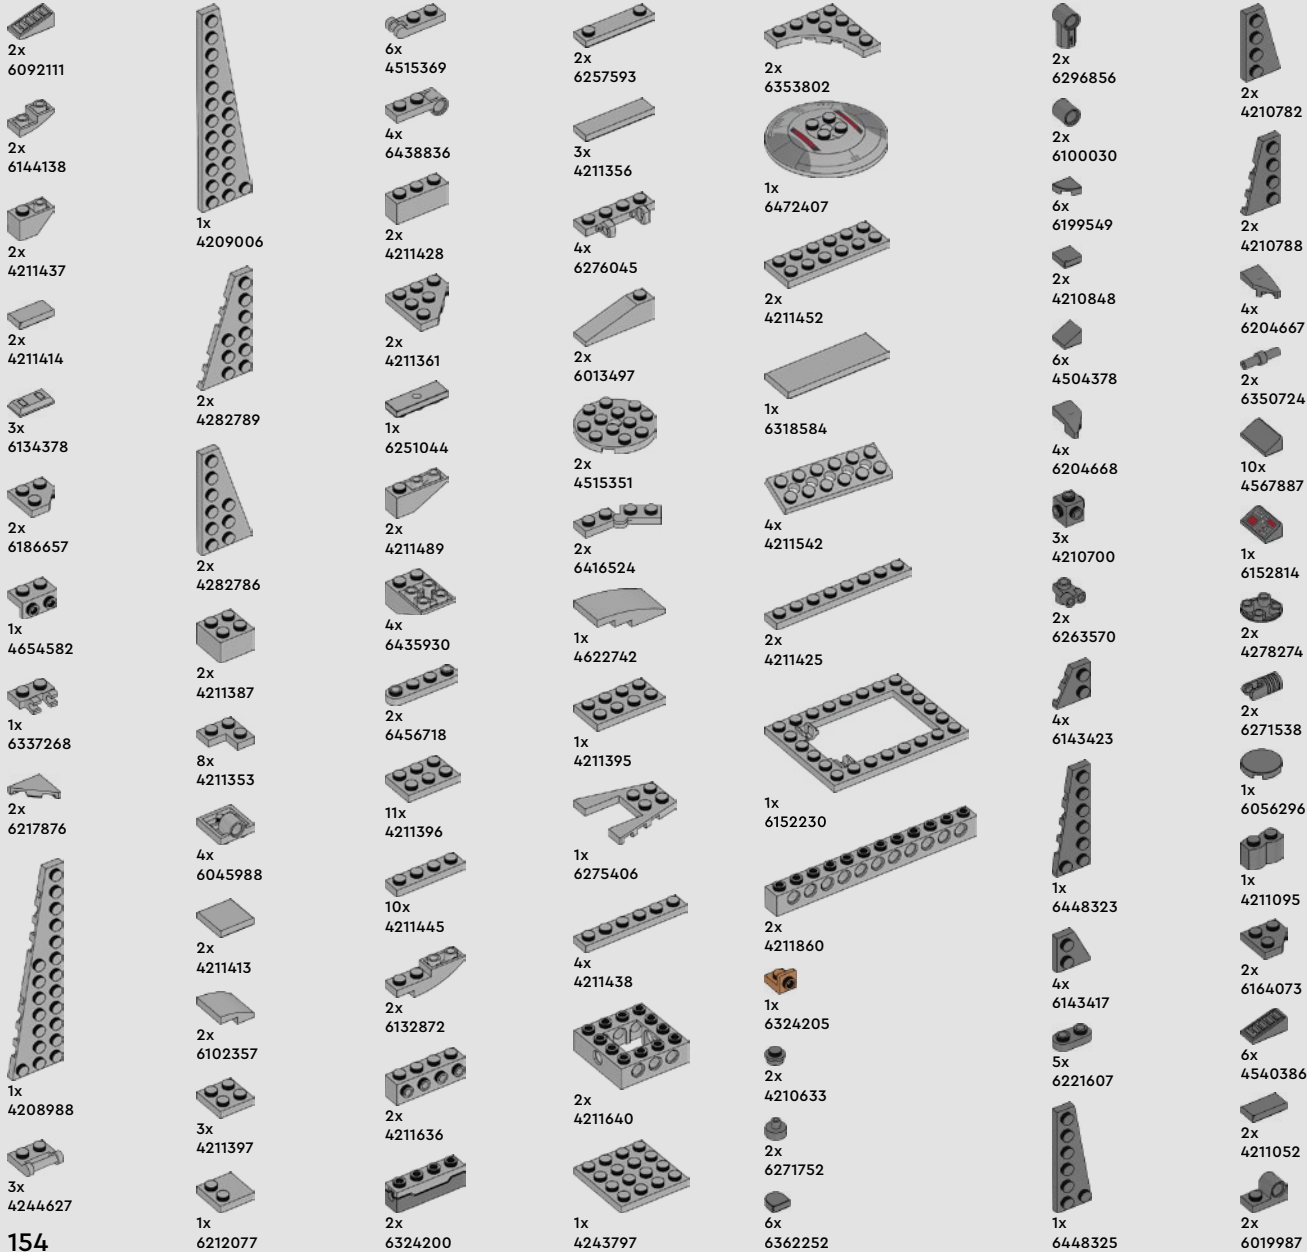 2x
6092111
2x
6144138
2x
4211437
2x
4211414
3x
6134378
2x
6186657
1x
4654582
1x
6337268
2x
6217876
1x
4208988
3x
4244627
154
1x
4209006
2x
4282789
2x
4282786
2x
4211387
8x
4211353
4x
6045988
2x
4211413
2x
6102357
3x
4211397
1x
6212077
6x
4515369
4x
6438836
2x
4211428
2x
4211361
1x
6251044
2x
4211489
4x
6435930
2x
6456718
11x
4211396
10x
4211445
2x
6132872
2x
4211636
2x
6324200
2x
6257593
3x
4211356
4x
6276045
2x
6013497
2x
4515351
2x
6416524
1x
4622742
1x
4211395
1x
6275406
4x
4211438
2x
4211640
1x
4243797
2x
6353802
1x
6472407
2x
4211452
1x
6318584
4x
4211542
2x
4211425
1x
6152230
2x
4211860
1x
6324205
2x
4210633
2x
6271752
6x
6362252
2x
6296856
2x
6100030
6x
6199549
2x
4210848
6x
4504378
4x
6204668
3x
4210700
2x
6263570
4x
6143423
1x
6448323
4x
6143417
5x
6221607
1x
6448325
2x
4210782
2x
4210788
4x
6204667
2x
6350724
10x
4567887
1x
6152814
2x
4278274
2x
6271538
1x
6056296
1x
4211095
2x
6164073
6x
4540386
2x
4211052
2x
6019987